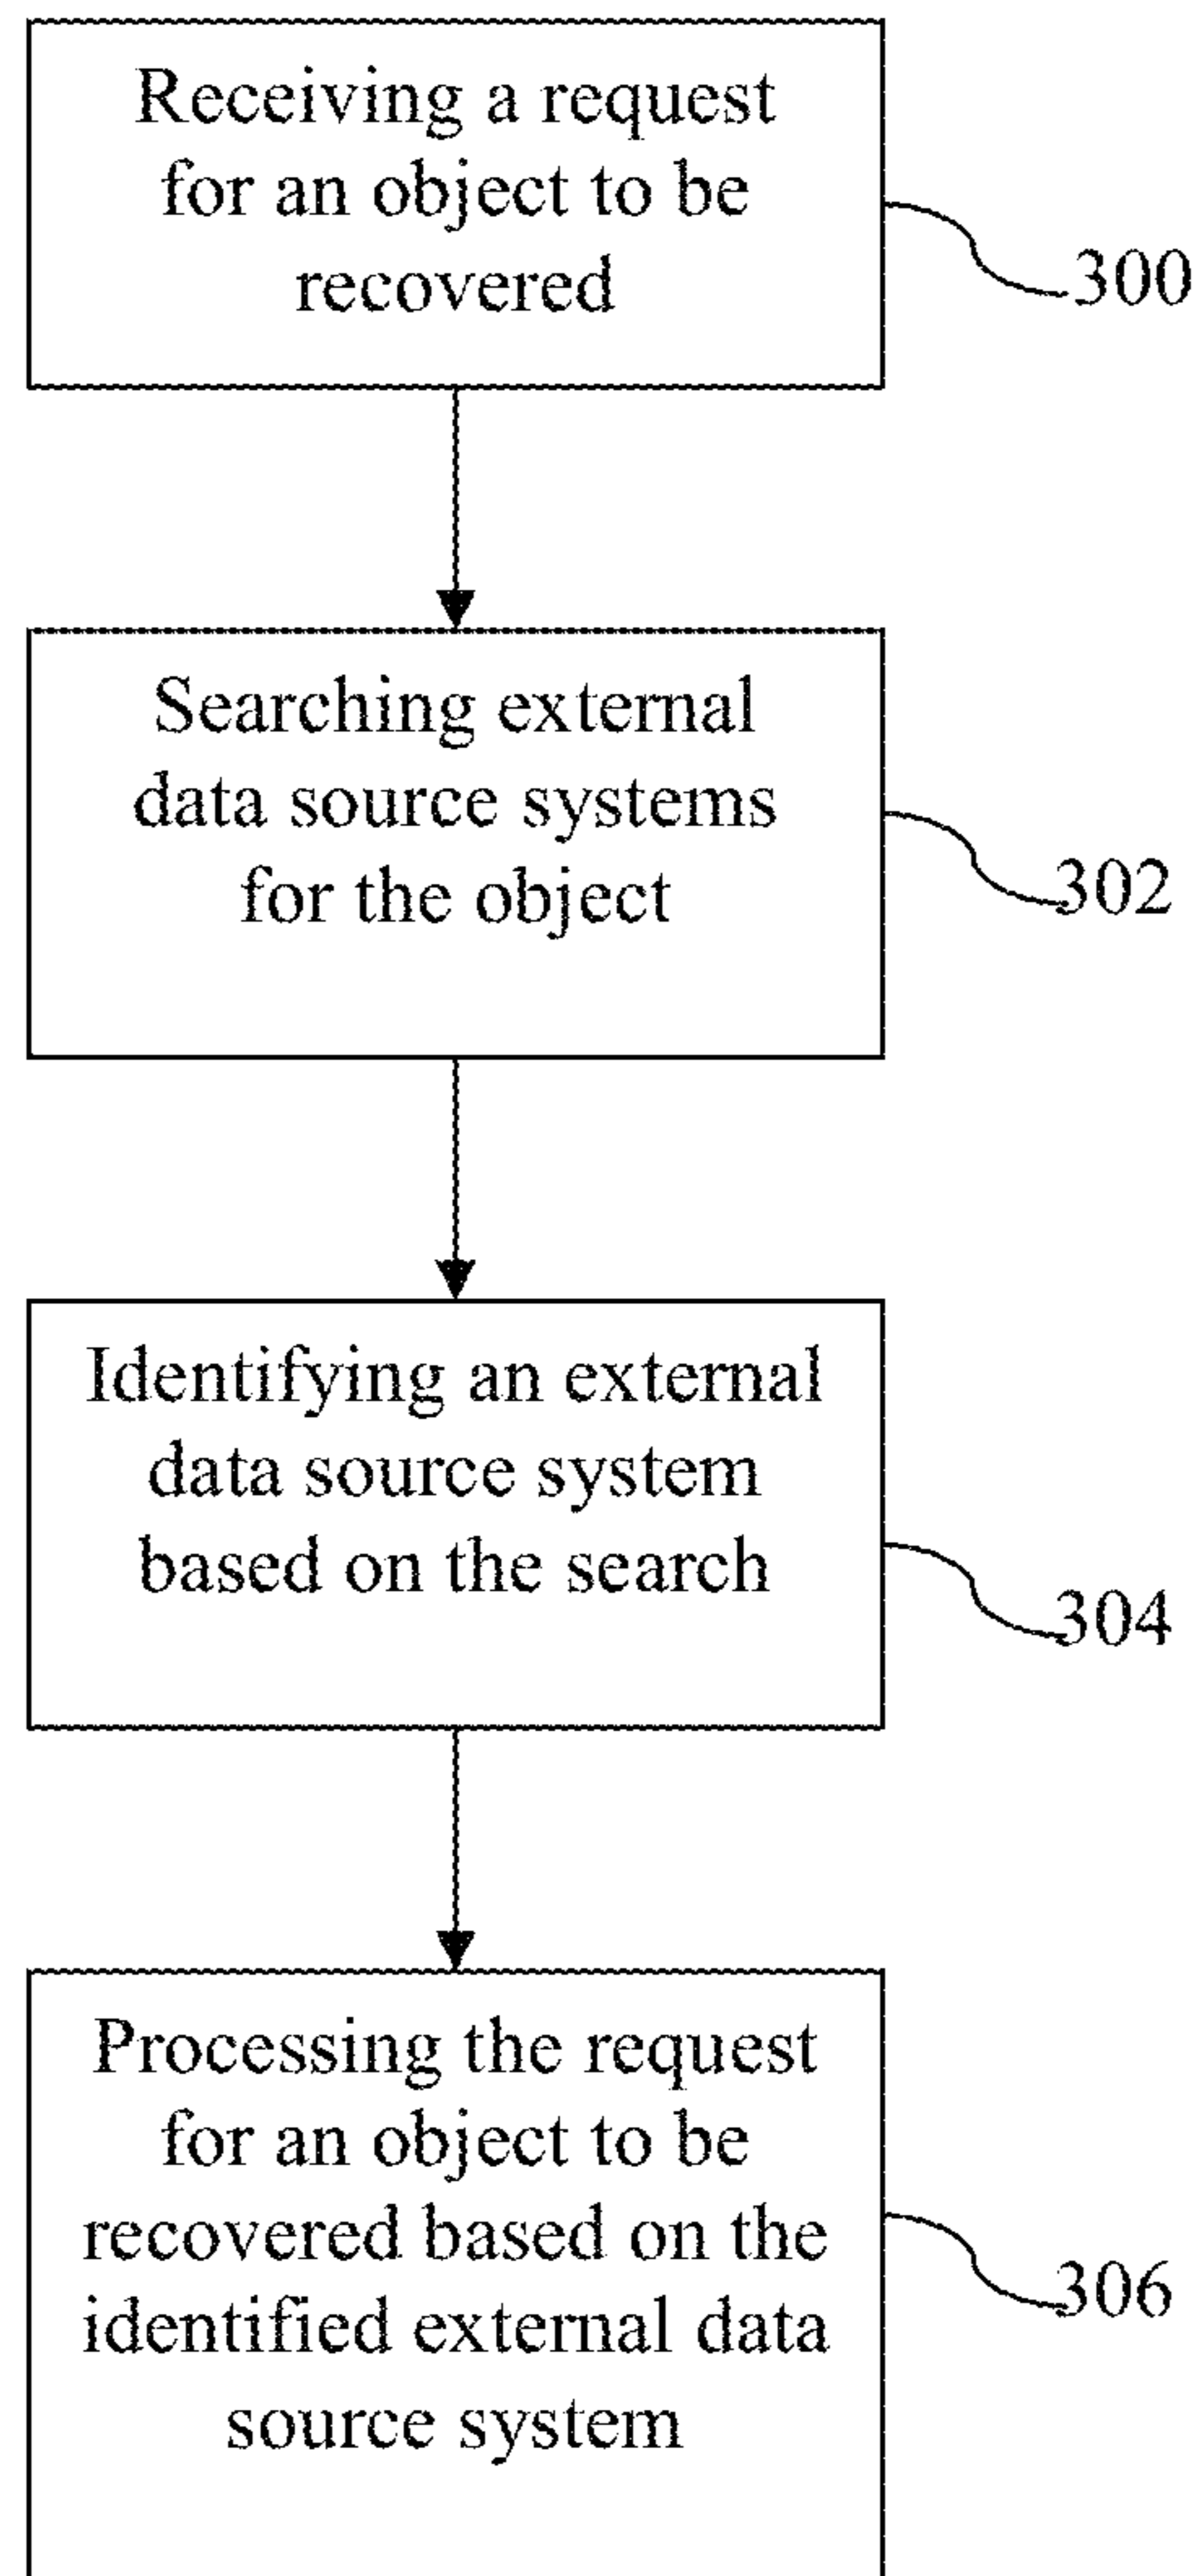 Receiving a request
for an object to be
recovered
300
Searching external
data source systems
for the object
302
Identifying an external
data source system
based on the search
304
Processing the request
for an object to be
recovered based on the
identified external data
source system
306